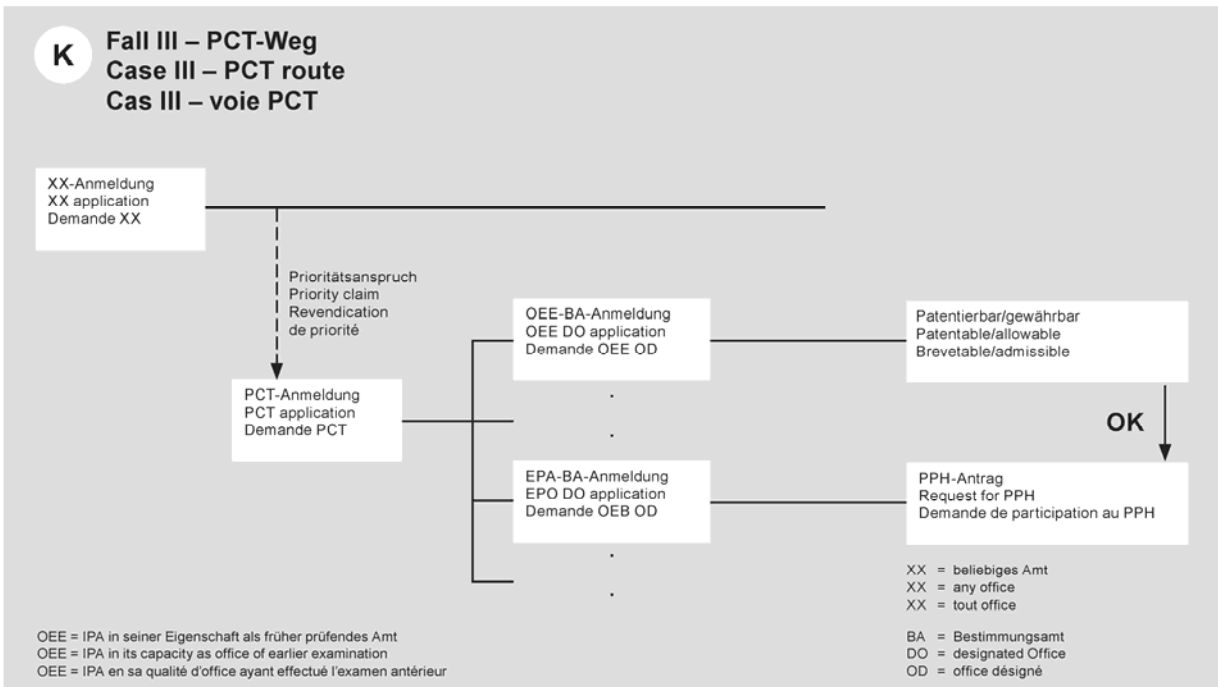 K
Fall III – PCT-Weg
Case III – PCT route
Cas III – voie PCT
XX-Anmeldung
XX application
Demande XX
Prioritätsanspruch
Priority claim
Revendication
de priorité
PCT-Anmeldung
PCT application
Demande PCT
OEE-BA-Anmeldung
OEE DO application
Demande OEE OD
Patentierbar/gewährbar
Patentable/allowable
Brevetable/admissible
OK
EPA-BA-Anmeldung
EPO DO application
Demande OEB OD
PPH-Antrag
Request for PPH
Demande de participation au PPH
XX = beliebiges Amt
XX = any office
XX = tout office
BA = Bestimmungsamt
DO = designated Office
OD = office désigné
OEE = IPA in seiner Eigenschaft als früher prüfendes Amt
OEE = IPA in its capacity as office of earlier examination
OEE = IPA en sa qualité d'office ayant effectué l'examen antérieur